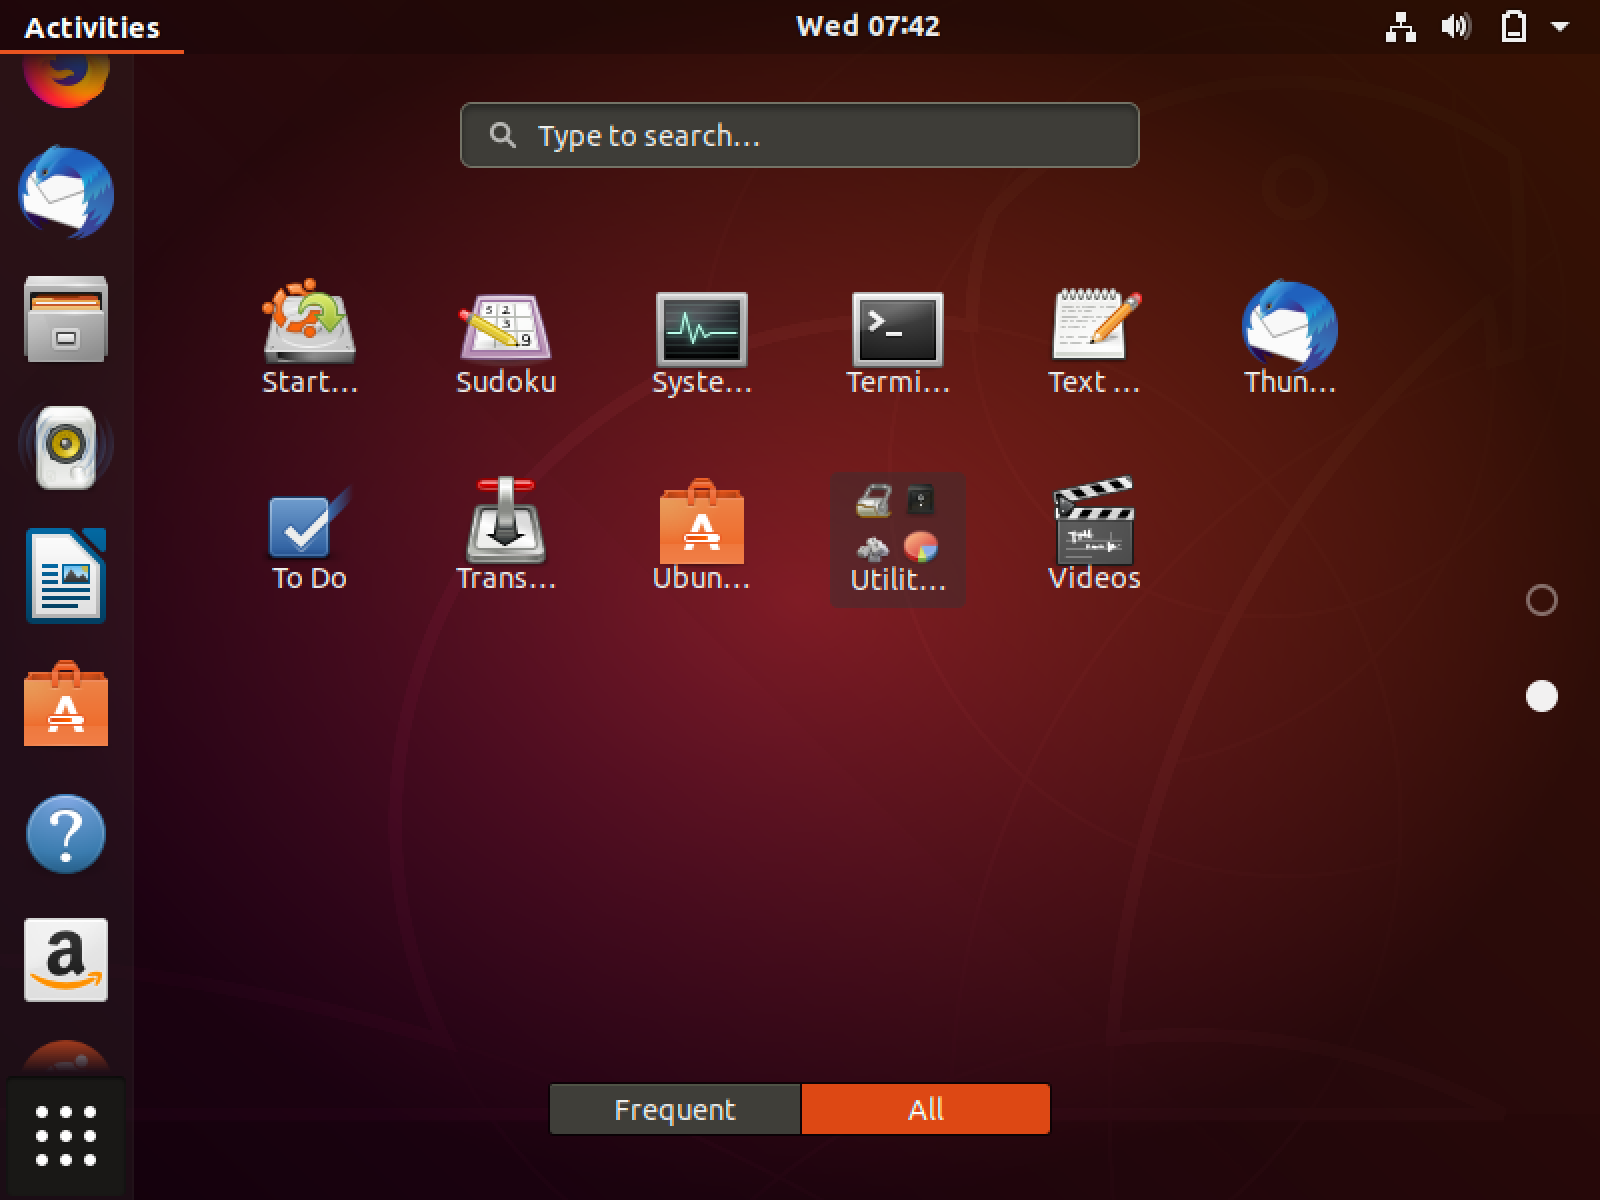 Activities
Wed 07:42
Type to search...
Start...
Sudoku
Syste...
Termi...
Text ...
Thun...
To Do
Trans...
Ubun...
Utilit...
Videos
Frequent
All